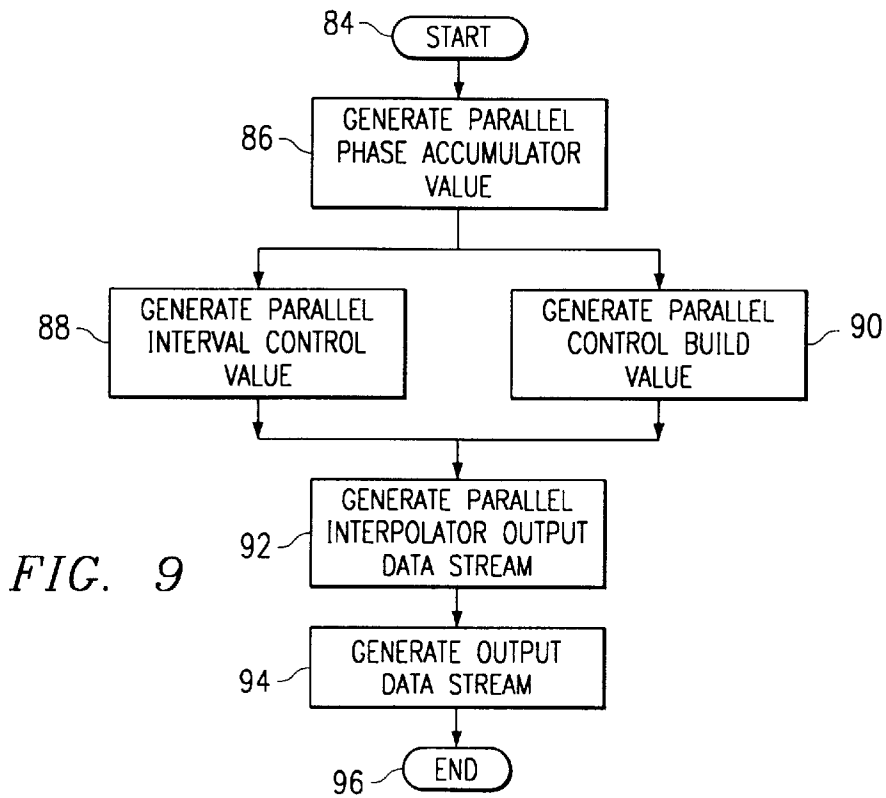 84
START
86
GENERATE PARALLEL
PHASE ACCUMULATOR
VALUE
88
GENERATE PARALLEL
INTERVAL CONTROL
VALUE
GENERATE PARALLEL
CONTROL BUILD
VALUE
90
92
GENERATE PARALLEL
INTERPOLATOR OUTPUT
DATA STREAM
FIG. 9
94
GENERATE OUTPUT
DATA STREAM
96
END